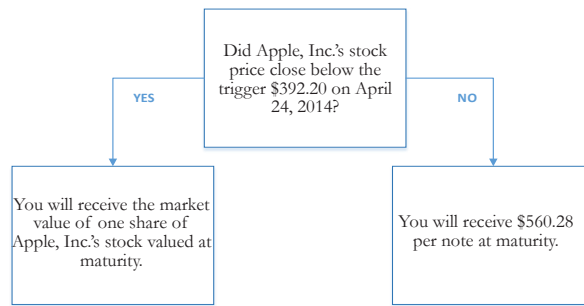 Did Apple, Inc.'s stock
price close below the
trigger $392.20 on April
24, 2014?
YES
NO
You will receive the market
value of one share of
Apple, Inc.'s stock valued at
maturity.
You will receive $560.28
per note at maturity.